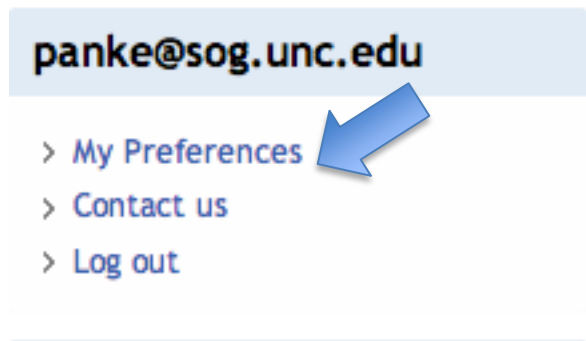 panke@sog.unc.edu
> My Preferences
> Contact us
> Log out